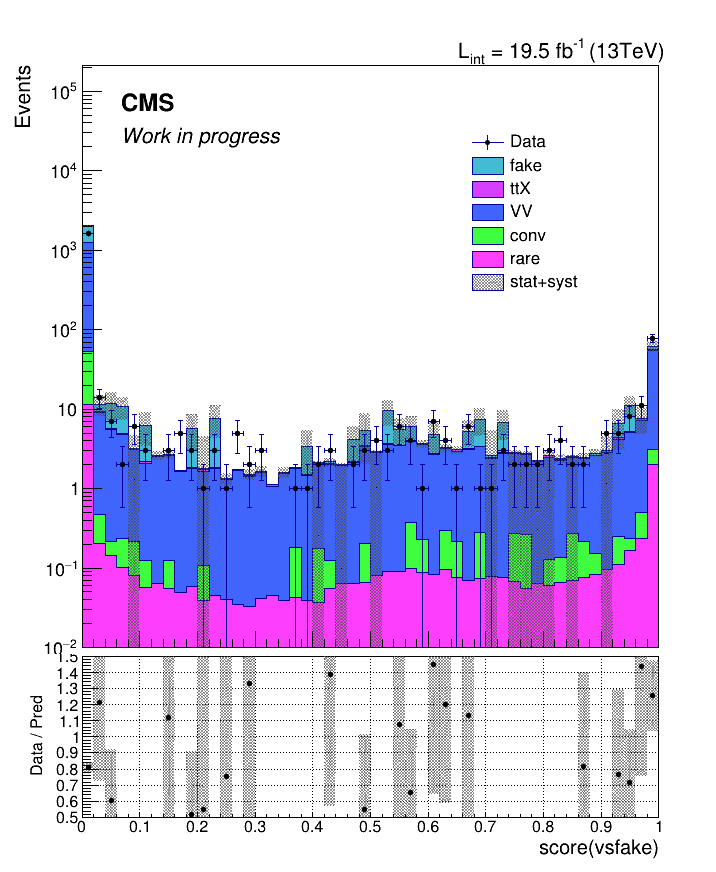 L_int = 19.5 fb^-1 (13TeV)
Events
CMS
Work in progress
Data
fake
ttX
VV
conv
rare
stat+syst
10^5
10^4
10^3
10^2
10
1
10^-1
10^-2
Data / Pred
1.5
1.4
1.3
1.2
1.1
1
0.9
0.8
0.7
0.6
0.5
0 0.1 0.2 0.3 0.4 0.5 0.6 0.7 0.8 0.9 1
score(vsfake)